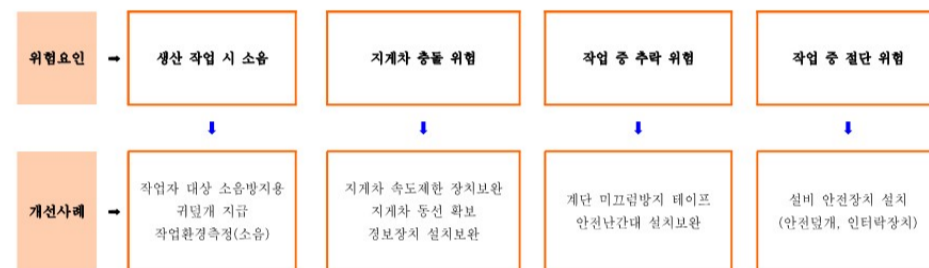 위험요인 ➡ 생산 작업 시 소음 지게차 충돌 위험 작업 중 추락 위험 작업 중 절단 위험
개선사례 ➡
작업자 대상 소음방지용
귀덮개 지급
작업환경측정(소음)
지게차 속도제한 장치보완
지게차 동선 확보
경보장치 설치보완
계단 미끄럼방지 테이프
안전난간대 설치보완
설비 안전장치 설치
(안전덮개, 인터락장치)